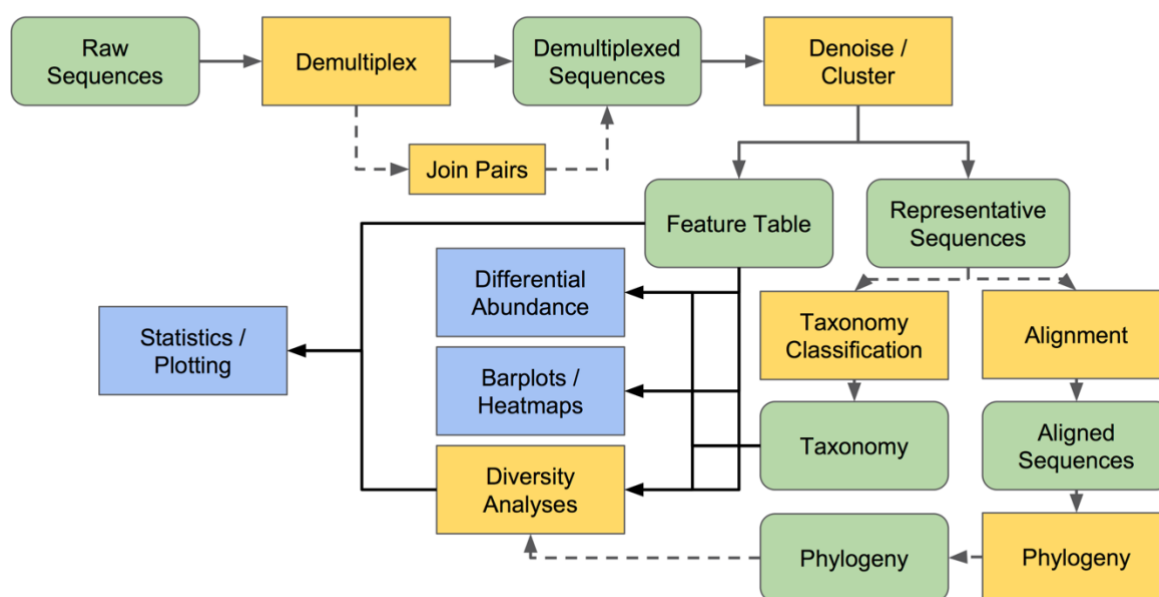 Raw
Sequences
Demultiplex
Demultiplexed
Sequences
Denoise /
Cluster
Join Pairs
Feature Table
Representative
Sequences
Differential
Abundance
Taxonomy
Classification
Alignment
Statistics /
Plotting
Barplots /
Heatmaps
Taxonomy
Aligned
Sequences
Diversity
Analyses
Phylogeny
Phylogeny